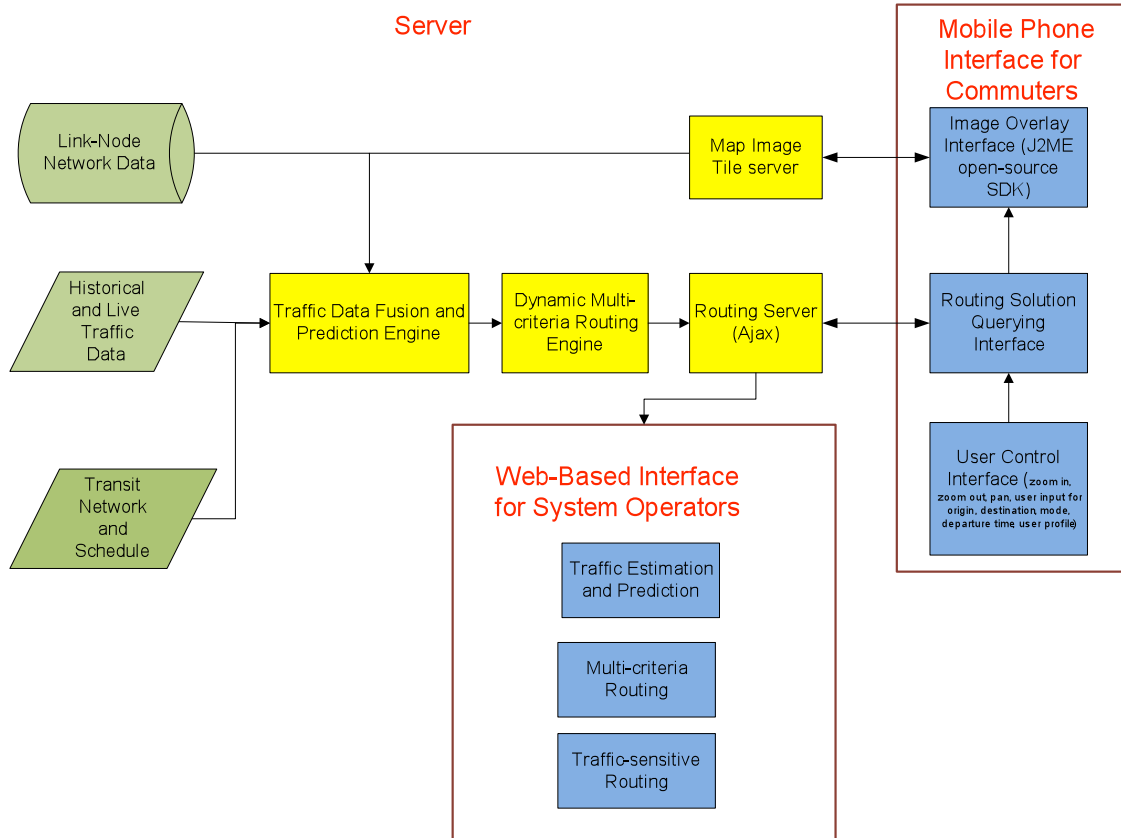 Server
Mobile Phone
Interface for
Commuters
Link-Node
Network Data
Map Image
Tile server
Image Overlay
Interface (J2ME
open-source
SDK)
Historical
and Live
Traffic
Data
Traffic Data Fusion and
Prediction Engine
Dynamic Multi-
criteria Routing
Engine
Routing Server
(Ajax)
Routing Solution
Querying
Interface
Transit
Network
and
Schedule
Web-Based Interface
for System Operators
User Control
Interface (zoom in,
zoom out, pan, user input for
origin, destination, mode,
departure time, user profile)
Traffic Estimation
and Prediction
Multi-criteria
Routing
Traffic-sensitive
Routing